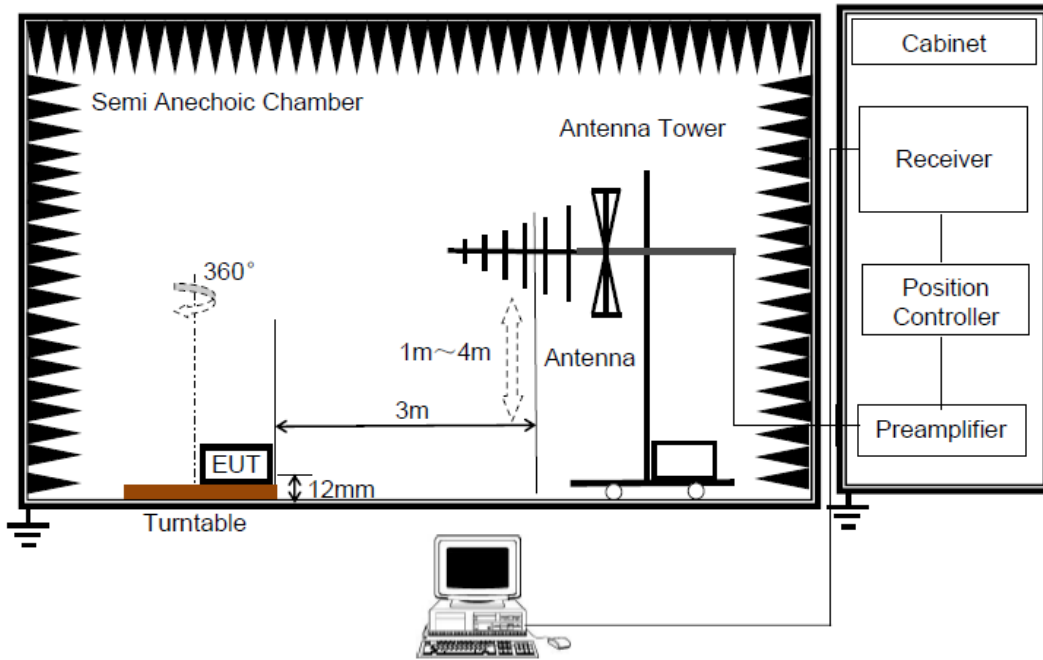 Cabinet
Semi Anechoic Chamber
Antenna Tower
Receiver
360°
Position
Controller
1m～4m
Antenna
3m
Preamplifier
EUT
12mm
Turntable